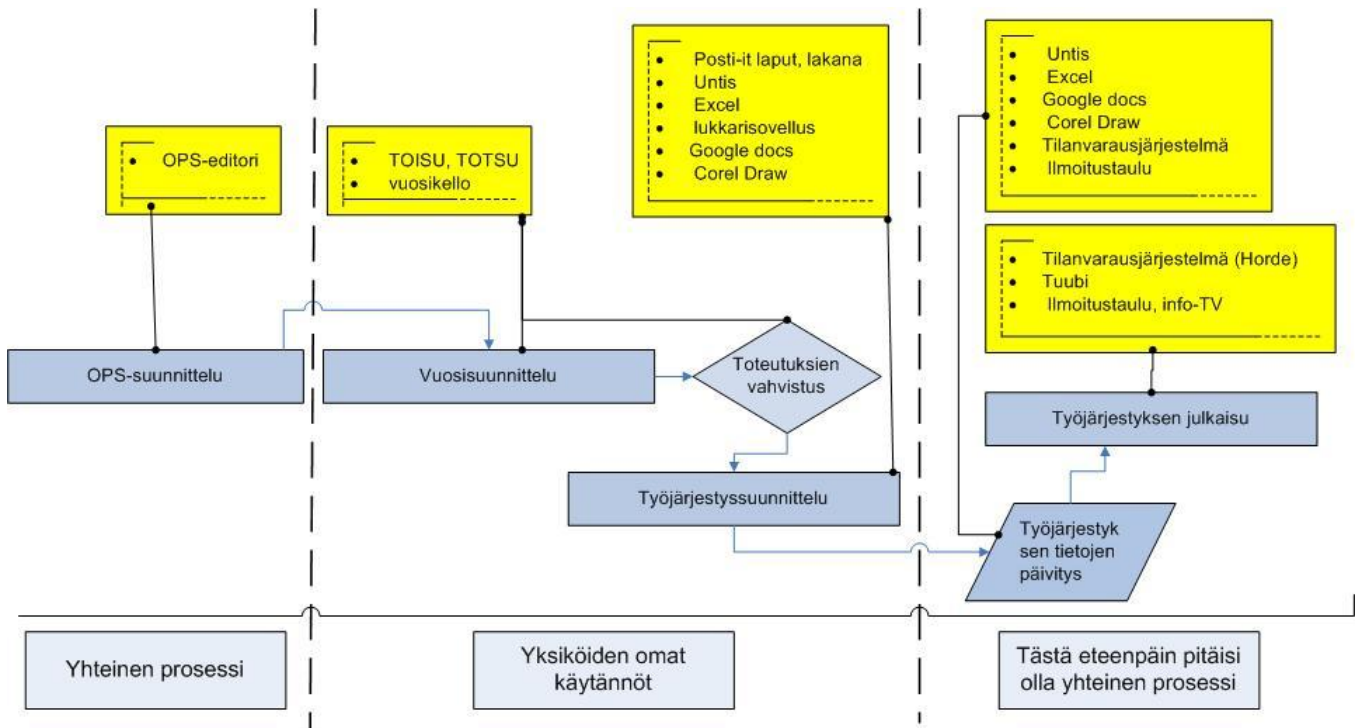 OPS-editori
TOISU, TOTSU
vuosikello
Posti-it laput, lakana
Untis
Excel
lukkarisovellus
Google docs
Corel Draw
Untis
Excel
Google docs
Corel Draw
Tilanvarausjärjestelmä
Ilmoitustaulu
Tilanvarausjärjestelmä (Horde)
Tuubi
Ilmoitustaulu, info-TV
OPS-suunnittelu
Vuosisuunnittelu
Toteutuksien
vahvistus
Työjärjestyssuunnittelu
Työjärjestyksen julkaisu
Työjärjestyk
sen tietojen
päivitys
Yhteinen prosessi
Yksiköiden omat
käytännöt
Tästä eteenpäin pitäisi
olla yhteinen prosessi